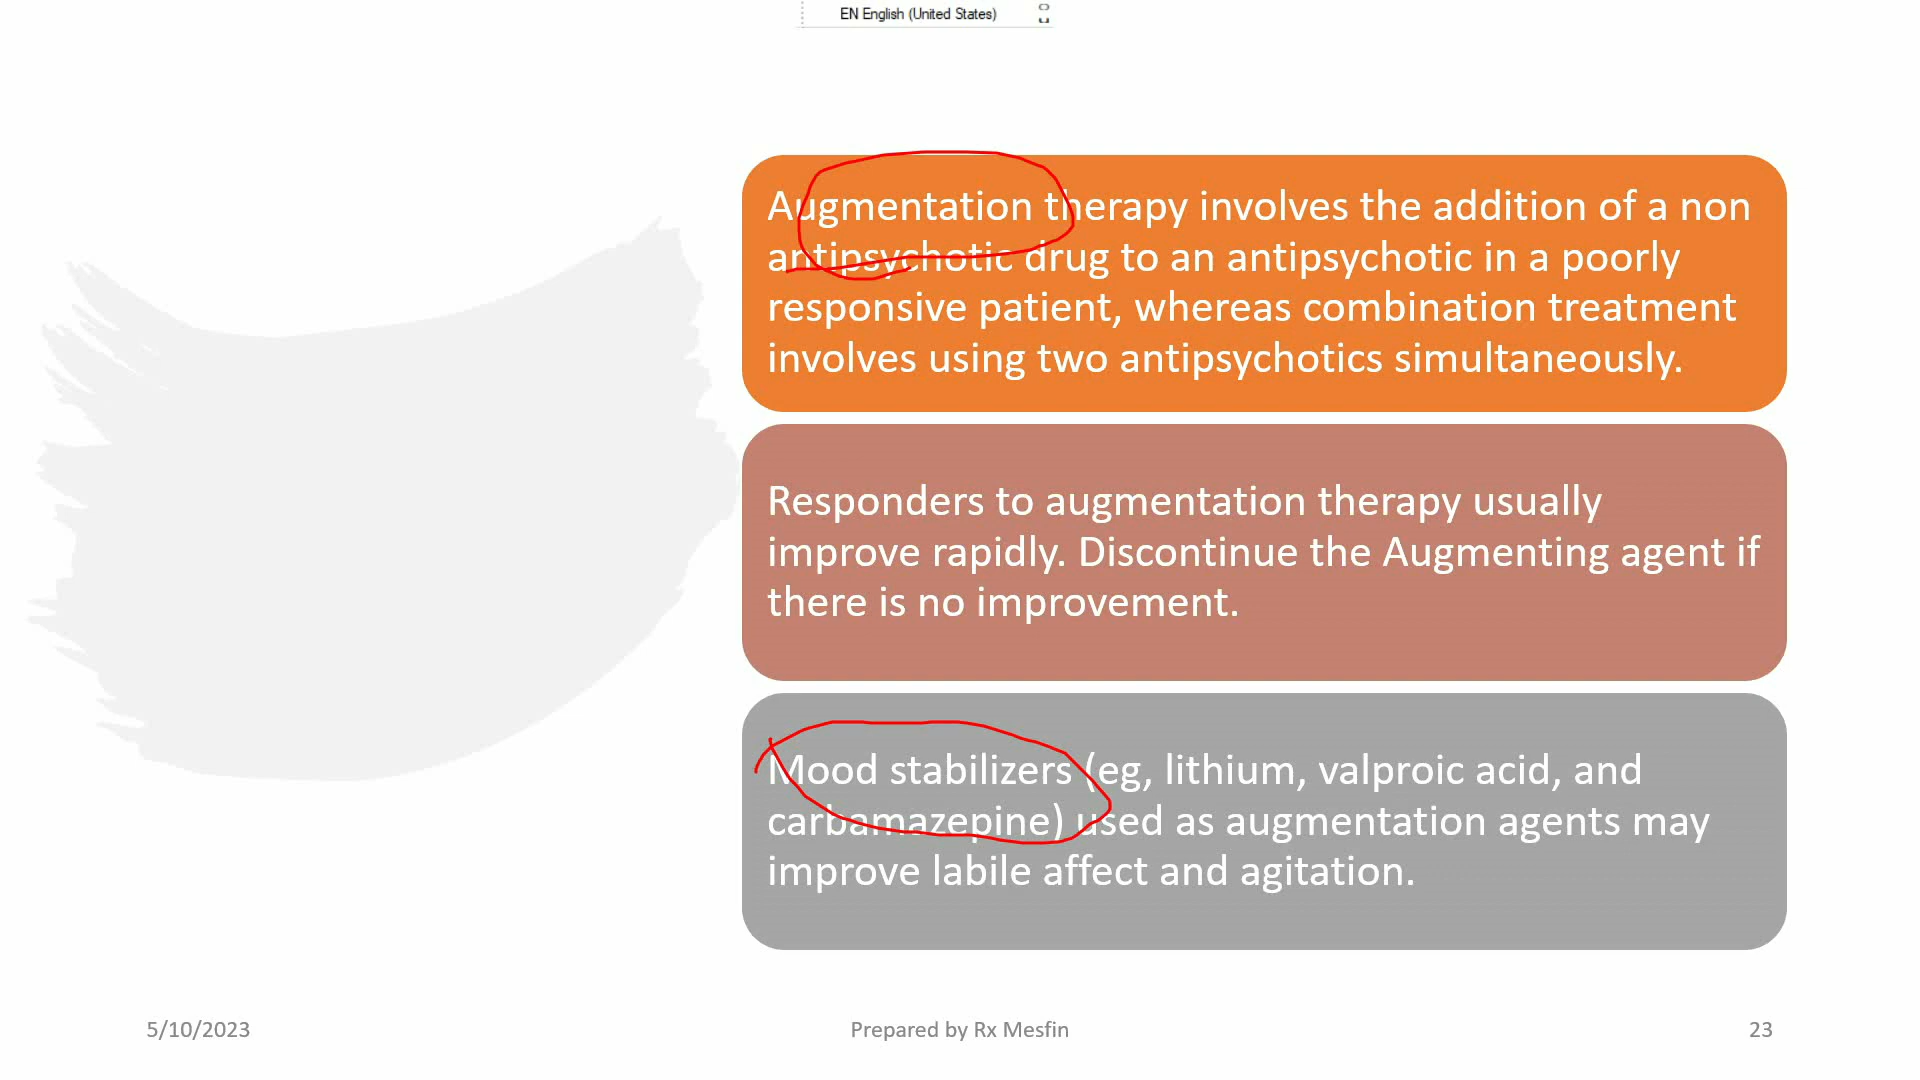 EN English (United States)
Augmentation therapy involves the addition of a non
antipsychotic drug to an antipsychotic in a poorly
responsive patient, whereas combination treatment
involves using two antipsychotics simultaneously.
Responders to augmentation therapy usually
improve rapidly. Discontinue the Augmenting agent if
there is no improvement.
Mood stabilizers (eg, lithium, valproic acid, and
carbamazepine) used as augmentation agents may
improve labile affect and agitation.
5/10/2023
Prepared by Rx Mesfin
23